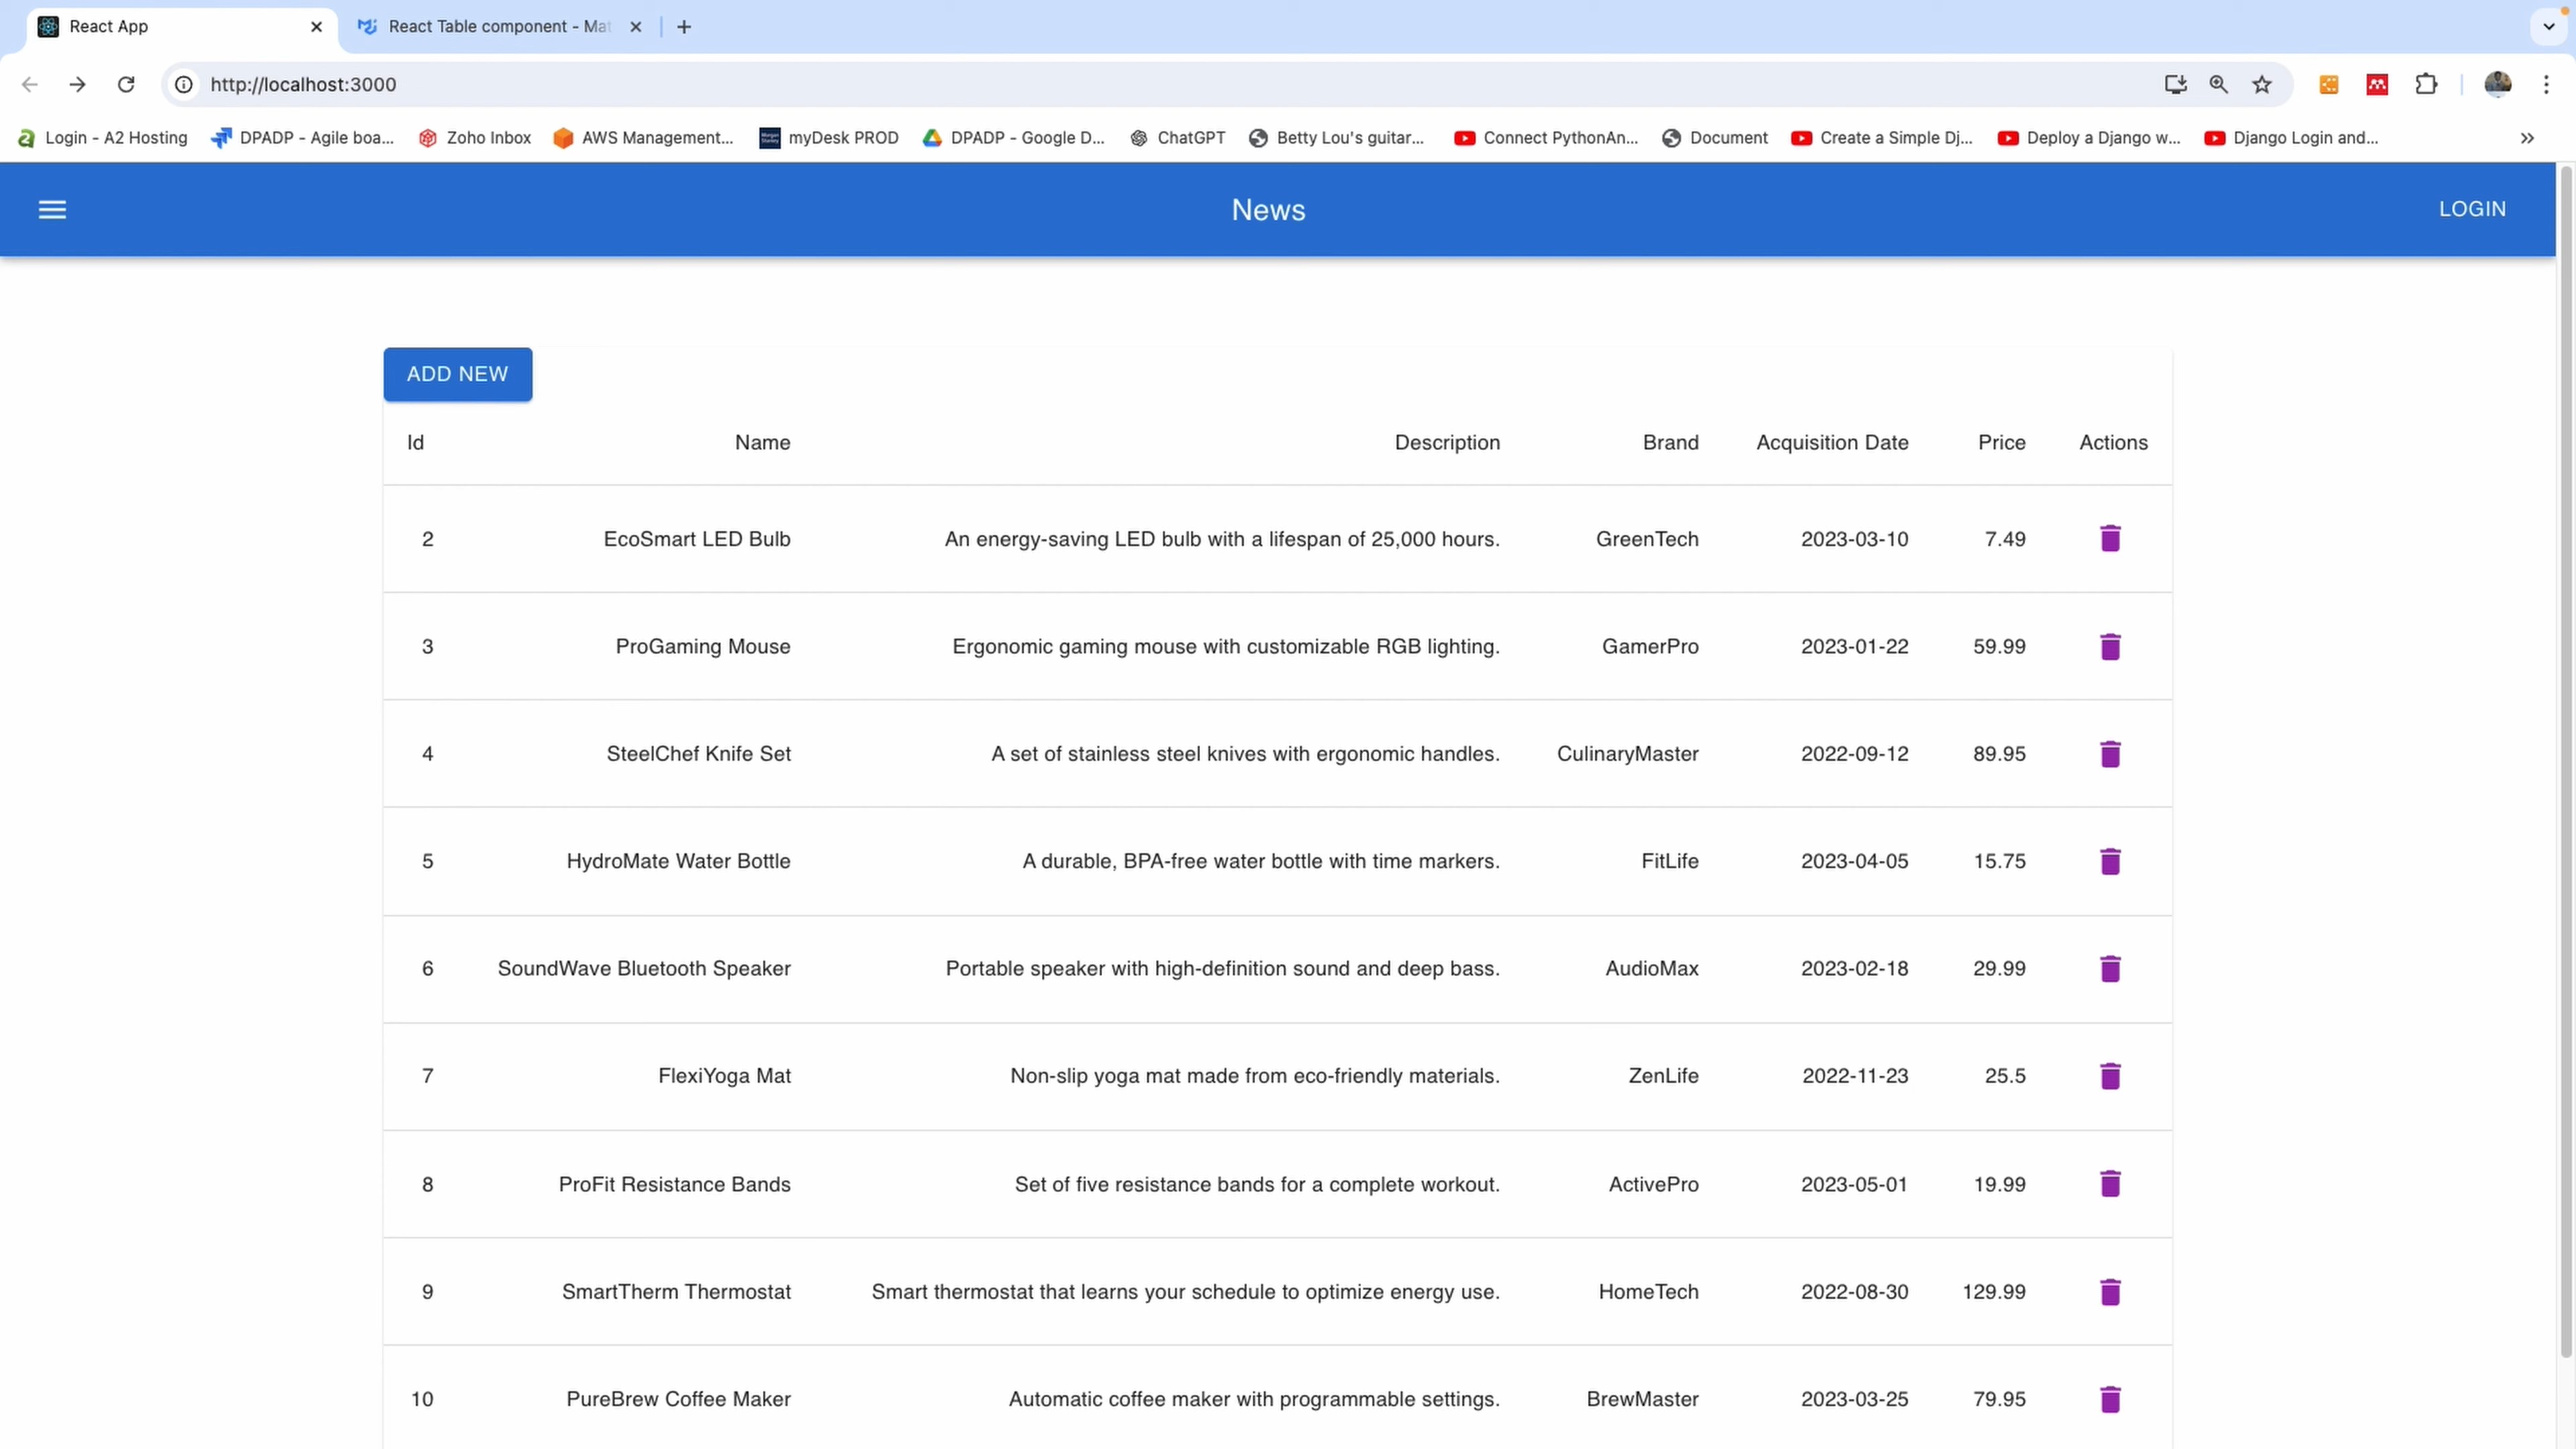 React App
React Table component - Mat
http://localhost:3000
Login - A2 Hosting DPADP - Agile boa... Zoho Inbox AWS Management... myDesk PROD DPADP - Google D... ChatGPT Betty Lou's guitar... Connect PythonAn... Document Create a Simple Dj... Deploy a Django w... Django Login and...
News LOGIN
ADD NEW
Id Name Description Brand Acquisition Date Price Actions
2 EcoSmart LED Bulb An energy-saving LED bulb with a lifespan of 25,000 hours. GreenTech 2023-03-10 7.49
3 ProGaming Mouse Ergonomic gaming mouse with customizable RGB lighting. GamerPro 2023-01-22 59.99
4 SteelChef Knife Set A set of stainless steel knives with ergonomic handles. CulinaryMaster 2022-09-12 89.95
5 HydroMate Water Bottle A durable, BPA-free water bottle with time markers. FitLife 2023-04-05 15.75
6 SoundWave Bluetooth Speaker Portable speaker with high-definition sound and deep bass. AudioMax 2023-02-18 29.99
7 FlexiYoga Mat Non-slip yoga mat made from eco-friendly materials. ZenLife 2022-11-23 25.5
8 ProFit Resistance Bands Set of five resistance bands for a complete workout. ActivePro 2023-05-01 19.99
9 SmartTherm Thermostat Smart thermostat that learns your schedule to optimize energy use. HomeTech 2022-08-30 129.99
10 PureBrew Coffee Maker Automatic coffee maker with programmable settings. BrewMaster 2023-03-25 79.95